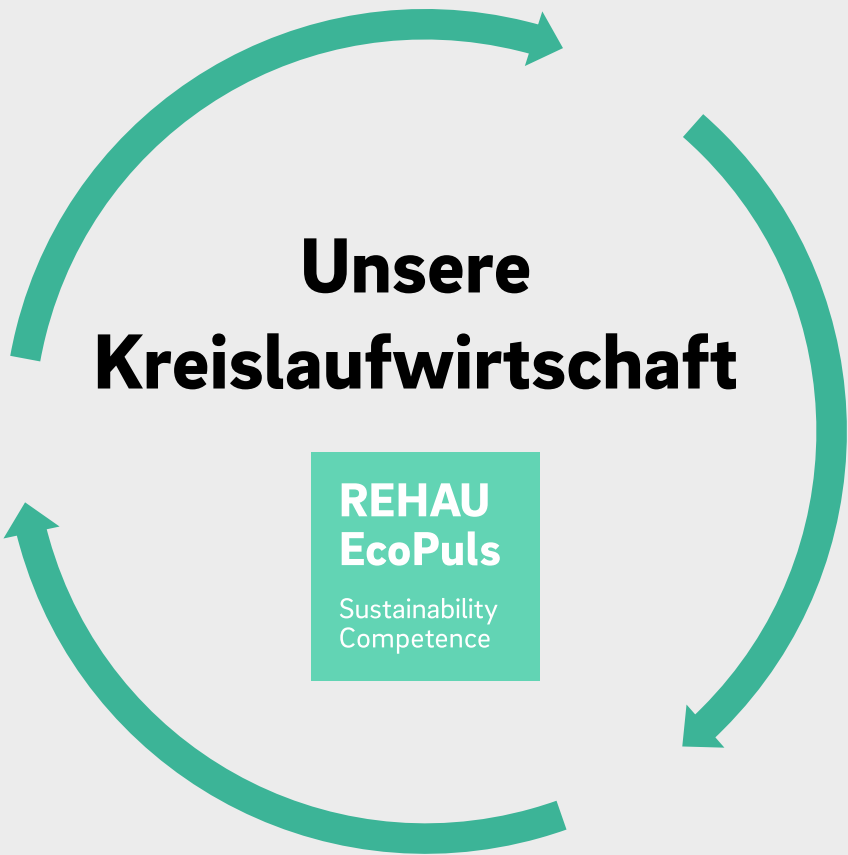 Unsere
Kreislaufwirtschaft
REHAU
EcoPuls
Sustainability
Competence